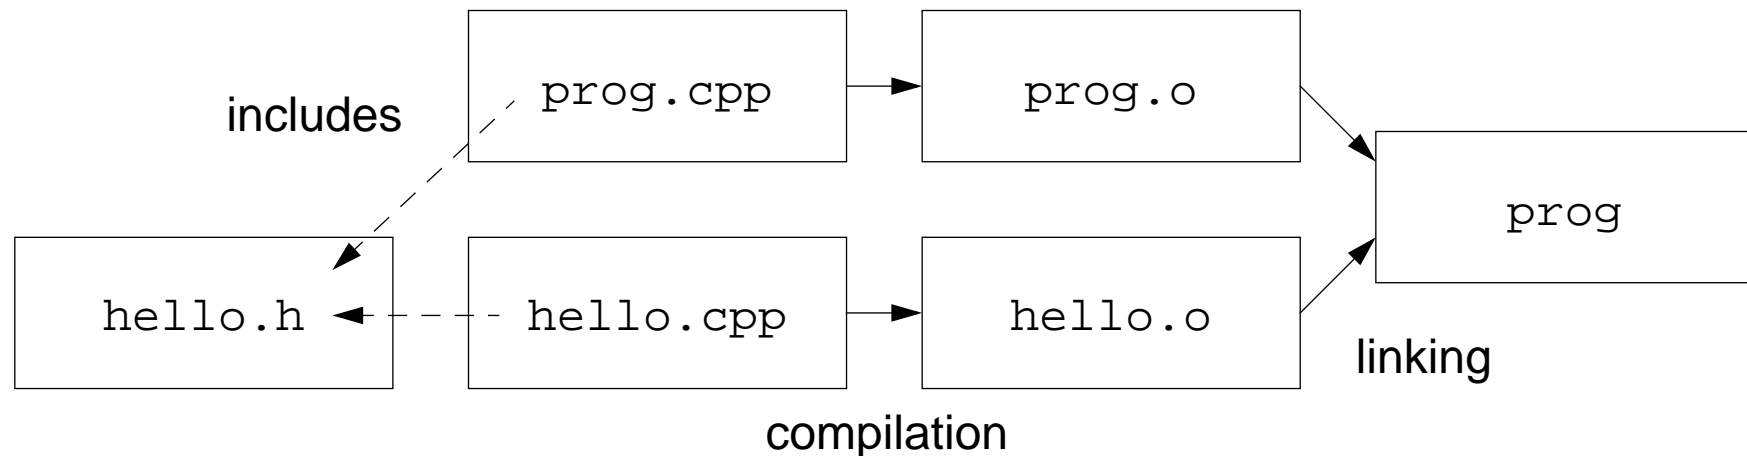 prog.cpp
prog.o
includes
prog
hello.h
hello.cpp
hello.o
linking
compilation